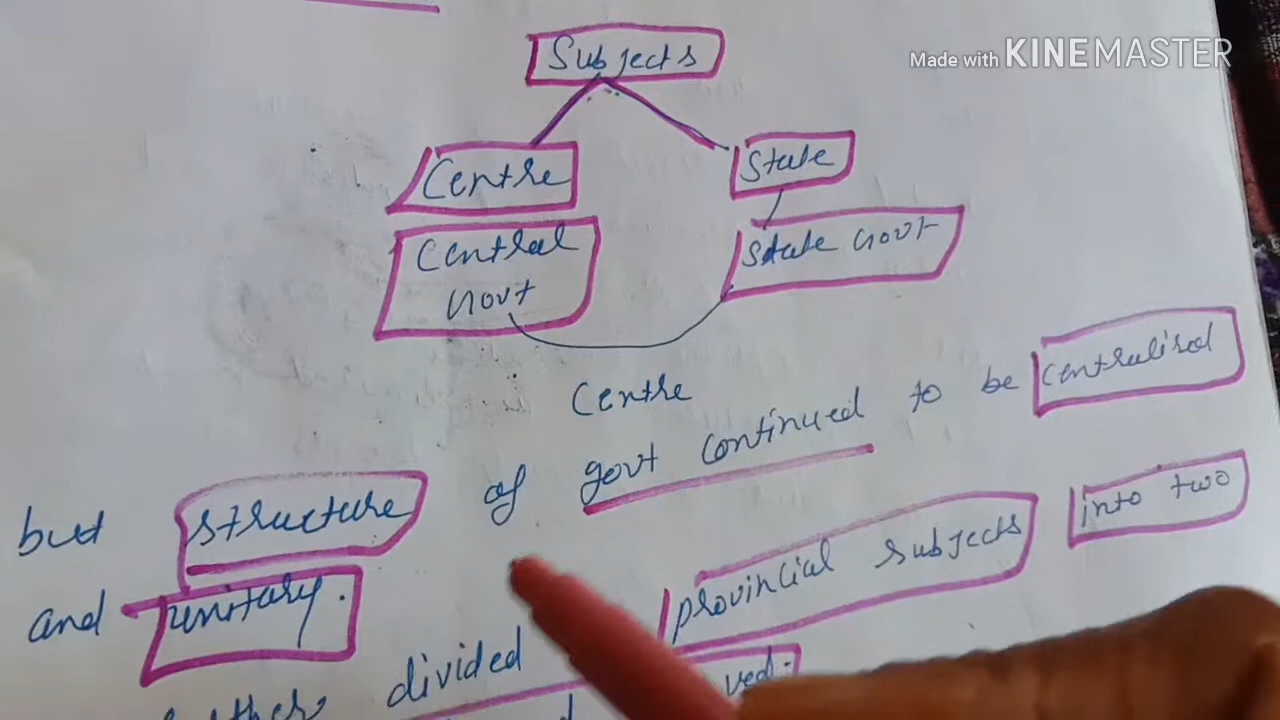 Made with KINEMASTER
Subjects
Centre
State
Central
Govt
State Govt
Centre
but structure of govt continued to be centralised
and unitary.
divided provincial subjects into two
ved.